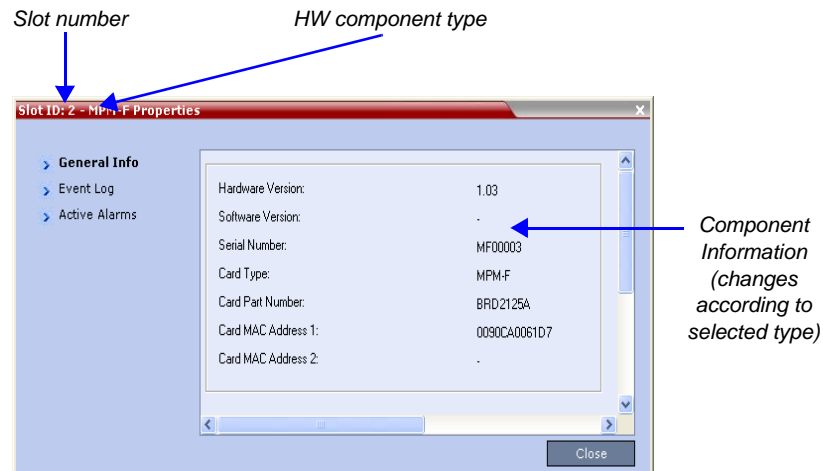 Slot number
HW component type
Slot ID: 2 - MPM-F Properties
x
General Info
Event Log
Active Alarms
Hardware Version: 1.03
Software Version: -
Serial Number: MF00003
Card Type: MPM-F
Card Part Number: BRD2125A
Card MAC Address 1: 0090CA0061D7
Card MAC Address 2: -
Close
Component
Information
(changes
according to
selected type)